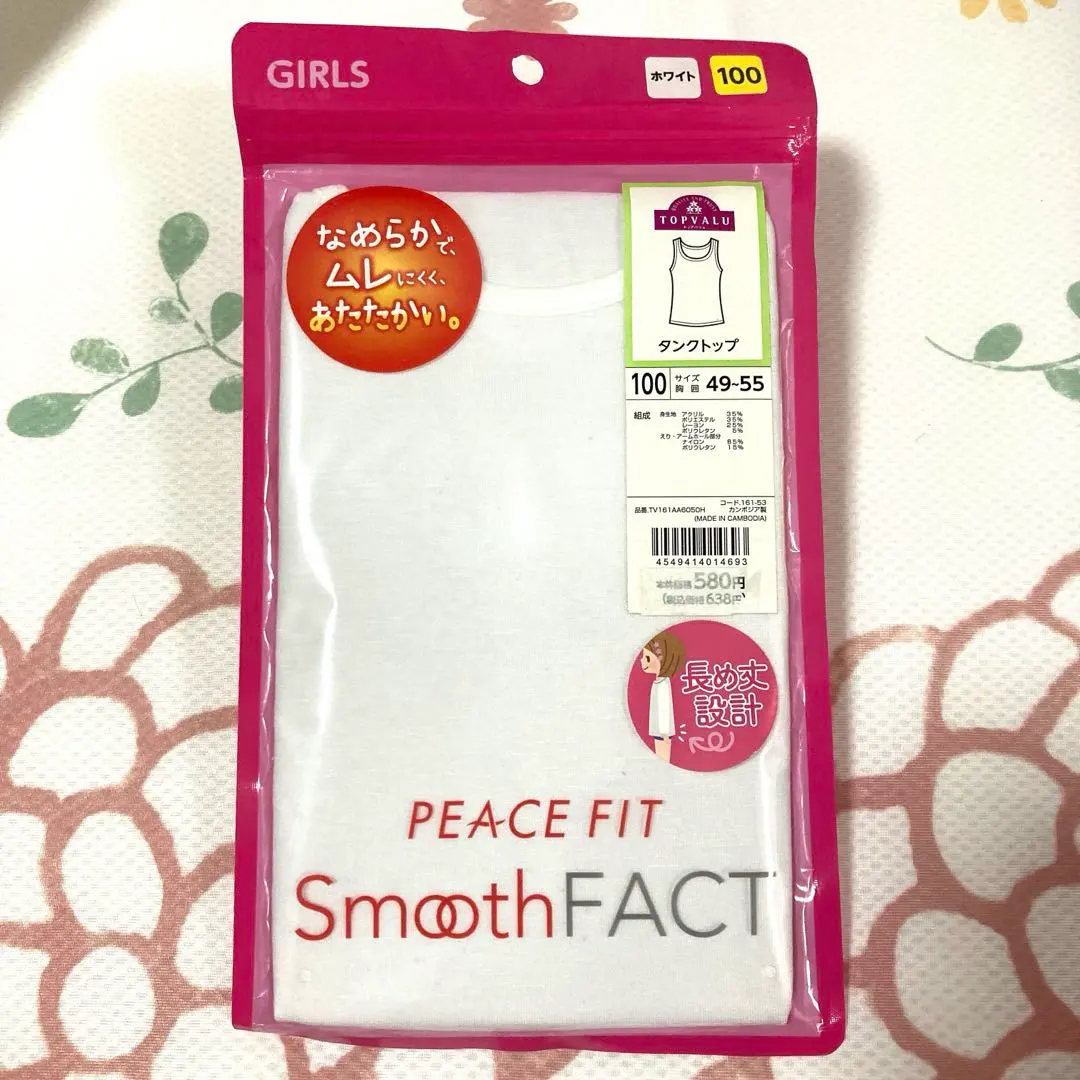 GIRLS
ホワイト
100
なめらかで、
ムレにくく、
あたたかい。
TOPVALU
タンクトップ
100 サイズ 胸囲 49~55
組成 身生地 アクリル 35%
ポリエステル 35%
レーヨン 25%
ポリウレタン 5%
えり・アームホール部分
ナイロン 85%
ポリウレタン 15%
コード.161-53
品番.TV161AA6050H カンボジア製
(MADE IN CAMBODIA)
4549414014693
本体価格 580円
(税込価格 638円)
長め丈
設計
PEACE FIT
SmoothFACT